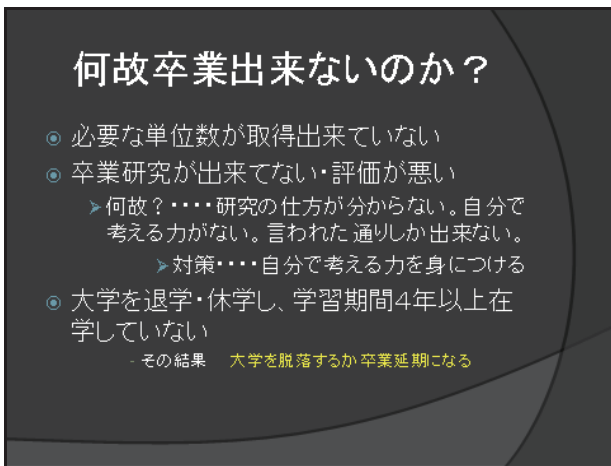 何故卒業出来ないのか？
必要な単位数が取得出来ていない
卒業研究が出来てない・評価が悪い
何故？・・・・研究の仕方が分からない。自分で
考える力がない。言われた通りしか出来ない。
対策・・・・自分で考える力を身につける
大学を退学・休学し、学習期間4年以上在
学していない
- その結果　大学を脱落するか卒業延期になる